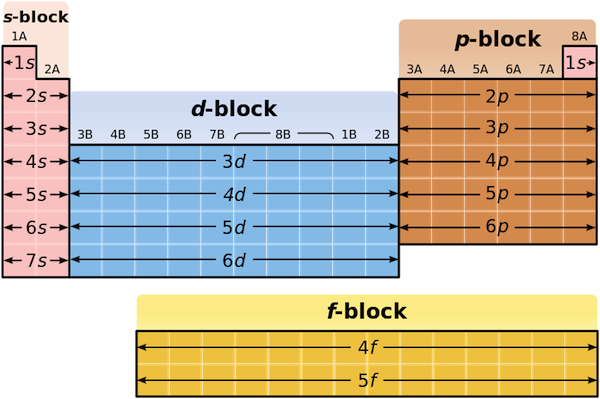 s-block
1A
1s
2A
2s
3s
4s
5s
6s
7s
d-block
3B 4B 5B 6B 7B 8B 1B 2B
3d
4d
5d
6d
p-block
8A
3A 4A 5A 6A 7A
1s
2p
3p
4p
5p
6p
f-block
4f
5f